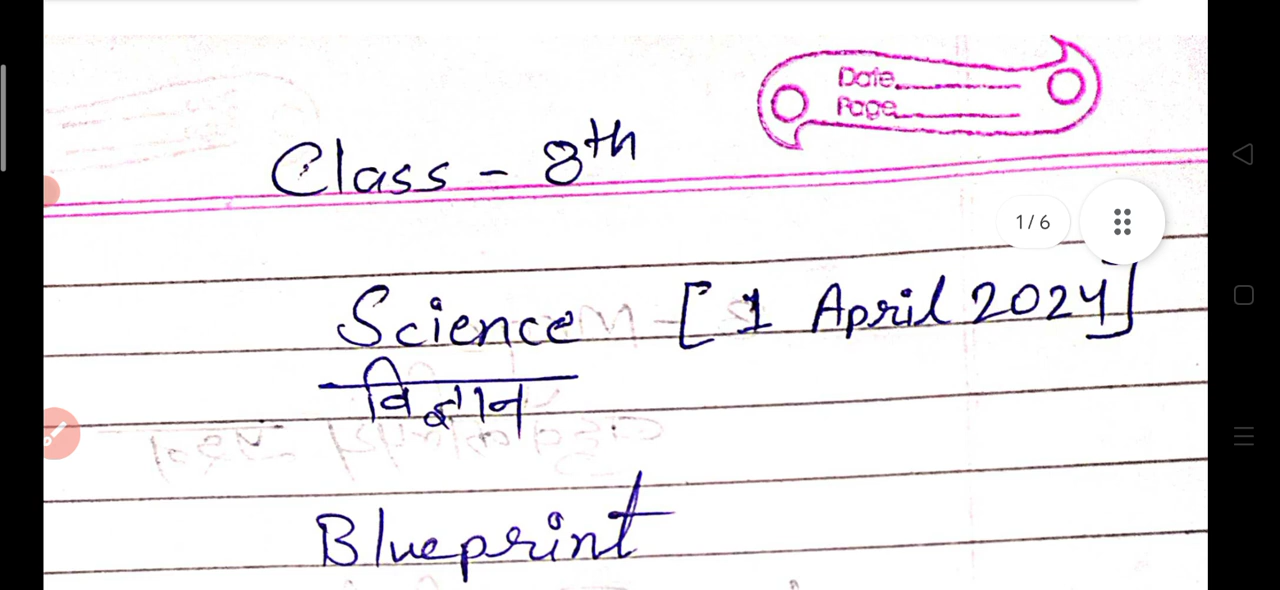 Date
Page
Class - 8th
1 / 6
Science [1 April 2024]
विज्ञान
Blueprint